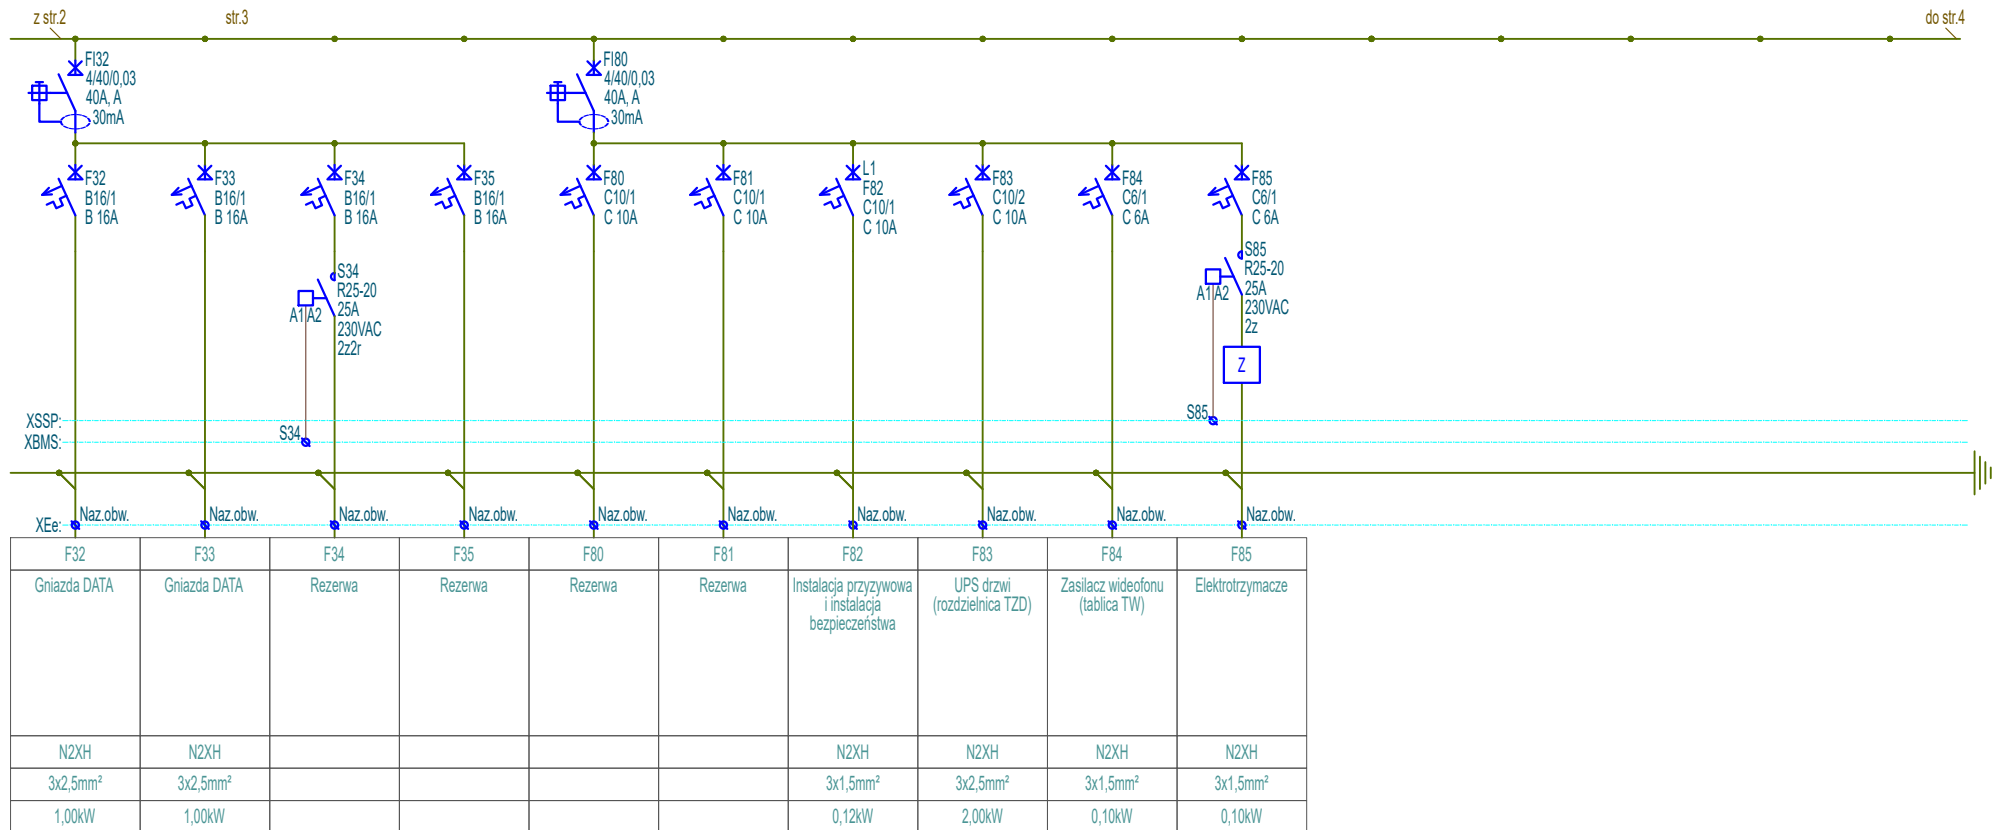 z str.2
str.3
do str.4
FI32
4/40/0,03
40A, A
30mA
FI80
4/40/0,03
40A, A
30mA
F32
B16/1
B 16A
F33
B16/1
B 16A
F34
B16/1
B 16A
F35
B16/1
B 16A
F80
C10/1
C 10A
F81
C10/1
C 10A
L1
F82
C10/1
C 10A
F83
C10/2
C 10A
F84
C6/1
C 6A
F85
C6/1
C 6A
S34
R25-20
25A
230VAC
2z2r
A1 A2
S85
R25-20
25A
230VAC
2z
A1 A2
Z
XSSP:
S85
XBMS:
S34
XEe:
Naz.obw. Naz.obw. Naz.obw. Naz.obw. Naz.obw. Naz.obw. Naz.obw. Naz.obw. Naz.obw. Naz.obw.
F32 F33 F34 F35 F80 F81 F82 F83 F84 F85
Gniazda DATA
Gniazda DATA
Rezerwa
Rezerwa
Rezerwa
Rezerwa
Instalacja przyzywowa
i instalacja
bezpieczeństwa
UPS drzwi
(rozdzielnica TZD)
Zasilacz wideofonu
(tablica TW)
Elektrotrzymacze
N2XH N2XH N2XH N2XH N2XH N2XH
3x2,5mm² 3x2,5mm² 3x1,5mm² 3x2,5mm² 3x1,5mm² 3x1,5mm²
1,00kW 1,00kW 0,12kW 2,00kW 0,10kW 0,10kW